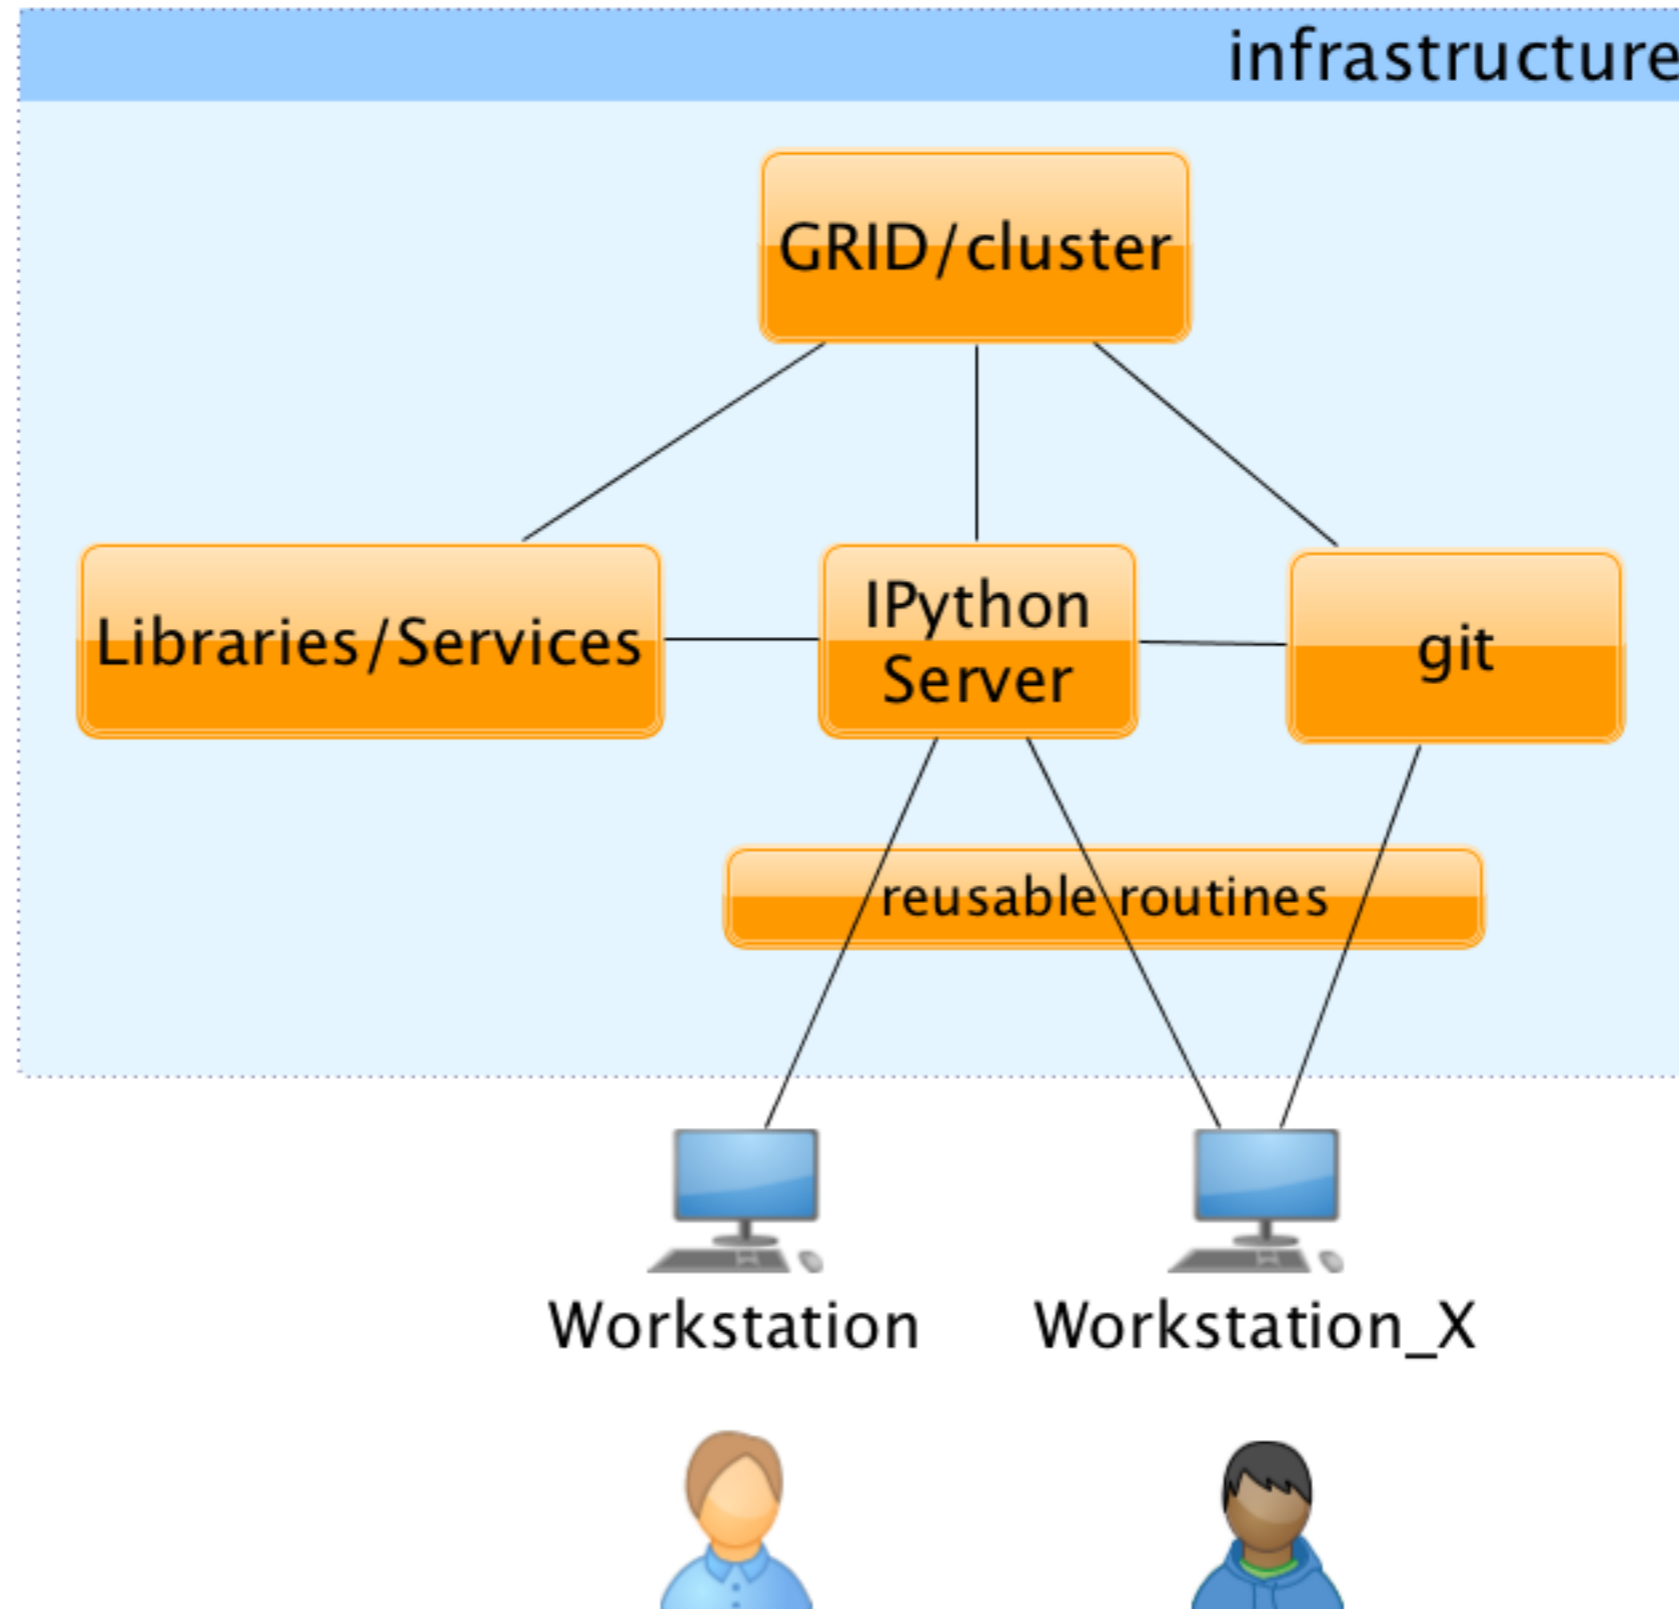 infrastructure
GRID/cluster
Libraries/Services
IPython
Server
git
reusable routines
Workstation
Workstation_X